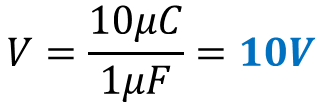 V = 10μC / 1μF = 10V